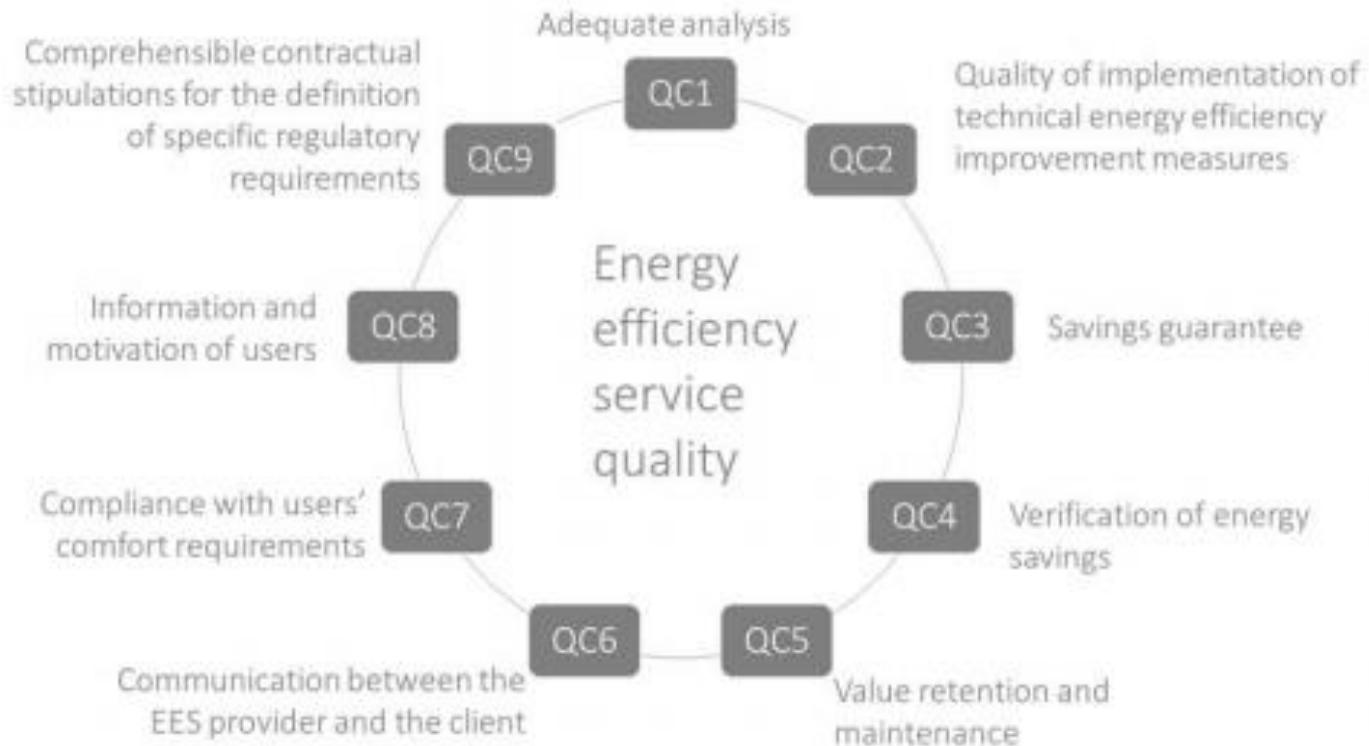 Adequate analysis
QC1
Quality of implementation of
technical energy efficiency
improvement measures
QC2
Savings guarantee
QC3
Verification of energy
savings
QC4
Value retention and
maintenance
QC5
Communication between the
EES provider and the client
QC6
Compliance with users’
comfort requirements
QC7
Information and
motivation of users
QC8
Comprehensible contractual
stipulations for the definition
of specific regulatory
requirements
QC9
Energy
efficiency
service
quality